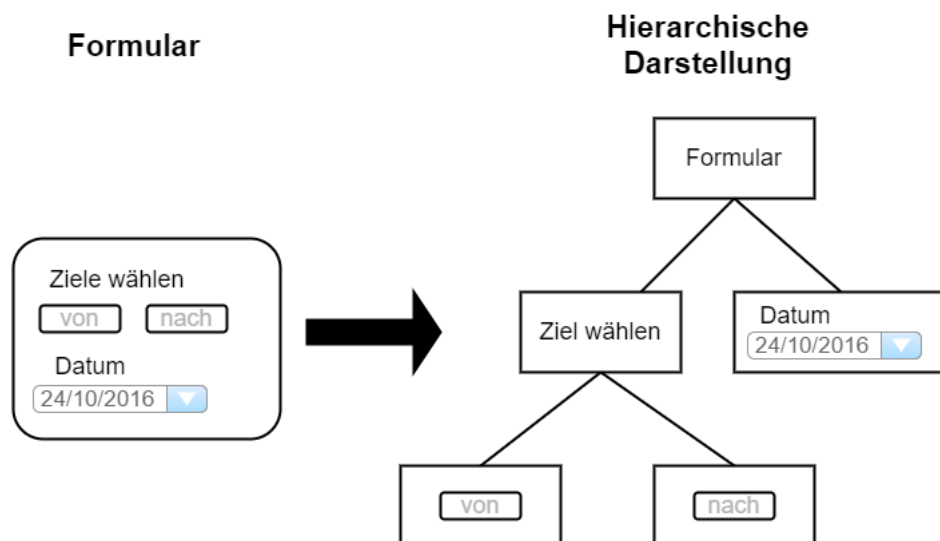 Formular
Hierarchische
Darstellung
Formular
Ziele wählen
von nach
Datum
24/10/2016
Ziel wählen
Datum
24/10/2016
von
nach